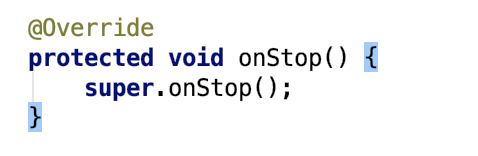 @Override
protected void onStop() {
    super.onStop();
}